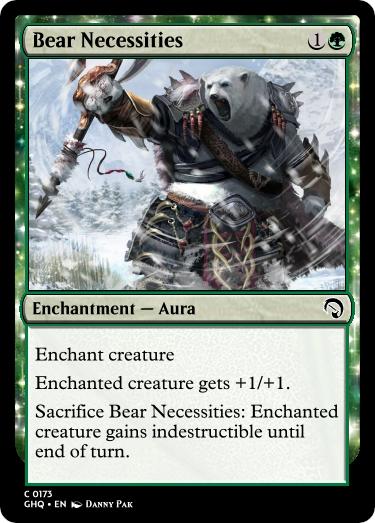 Bear Necessities 1
Enchantment — Aura
Enchant creature
Enchanted creature gets +1/+1.
Sacrifice Bear Necessities: Enchanted
creature gains indestructible until
end of turn.
C 0173
GHQ • EN Danny Pak